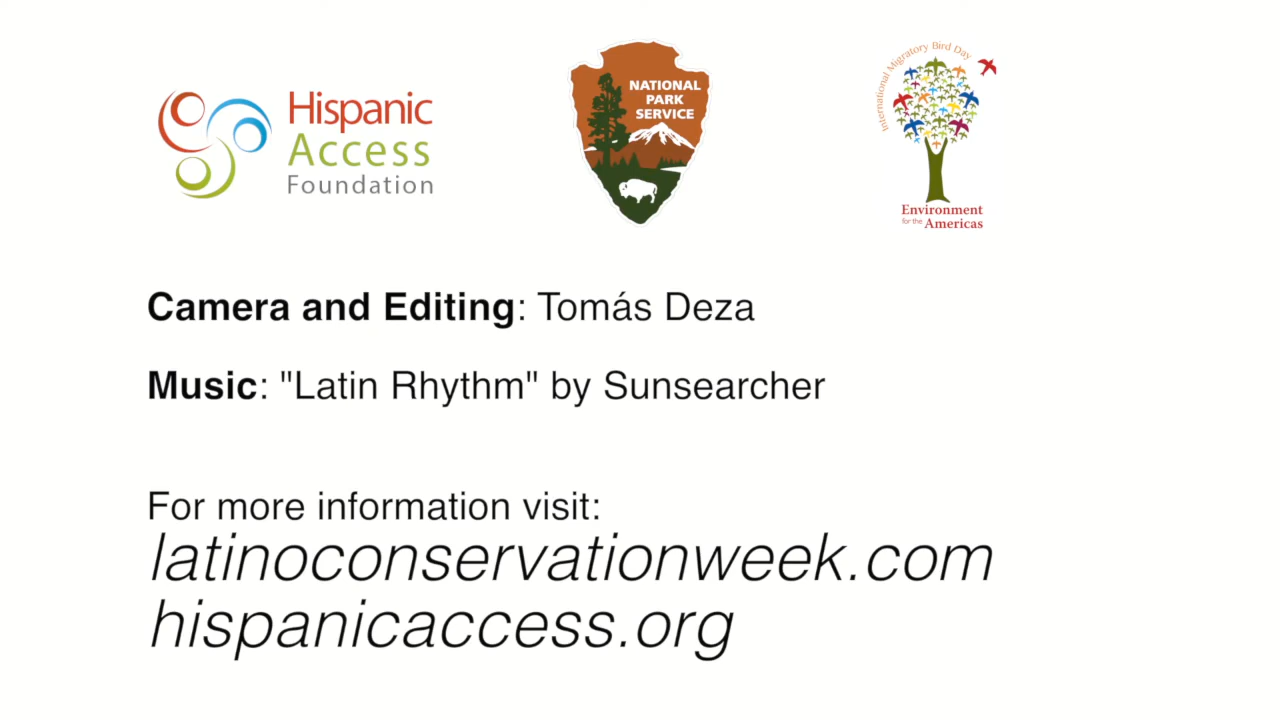 Hispanic
Access
Foundation
NATIONAL
PARK
SERVICE
International Migratory Bird Day
Environment
for the Americas
Camera and Editing: Tomás Deza
Music: "Latin Rhythm" by Sunsearcher
For more information visit:
latinoconservationweek.com
hispanicaccess.org